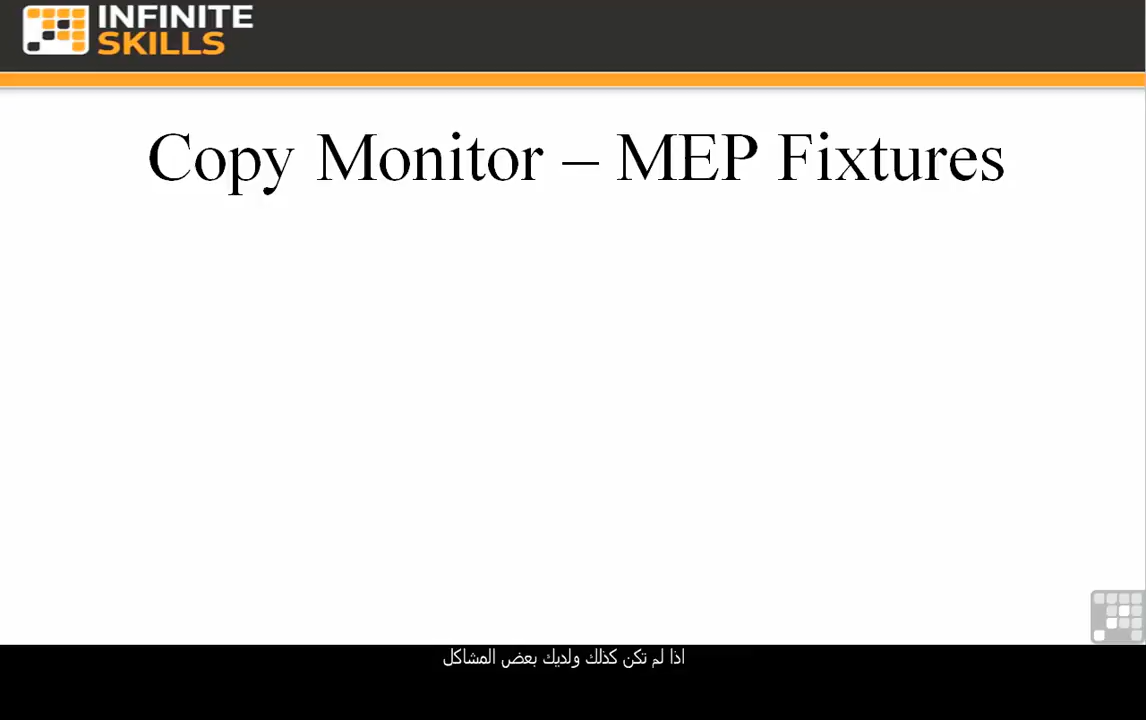 INFINITE
SKILLS
Copy Monitor – MEP Fixtures
اذا لم تكن كذلك ولديك بعض المشاكل